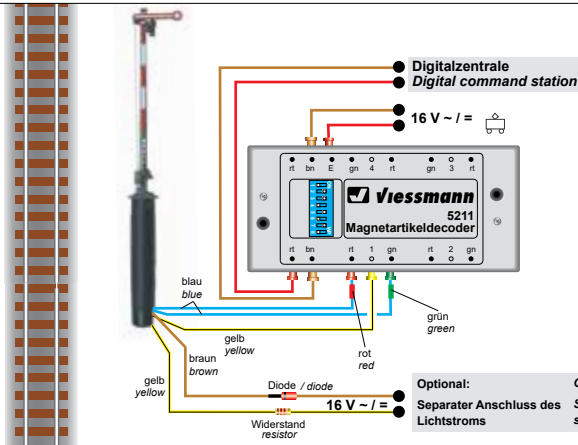 Digitalzentrale
Digital command station
16 V ~ / =
rt bn E gn 4 rt gn 3 rt
viessmann
5211
Magnetartikeldecoder
rt bn rt 1 gn rt 2 gn
blau
blue
gelb
yellow
grün
green
rot
red
braun
brown
gelb
yellow
Diode / diode
16 V ~ / =
Widerstand
resistor
Optional:
Separater Anschluss des
Lichtstroms